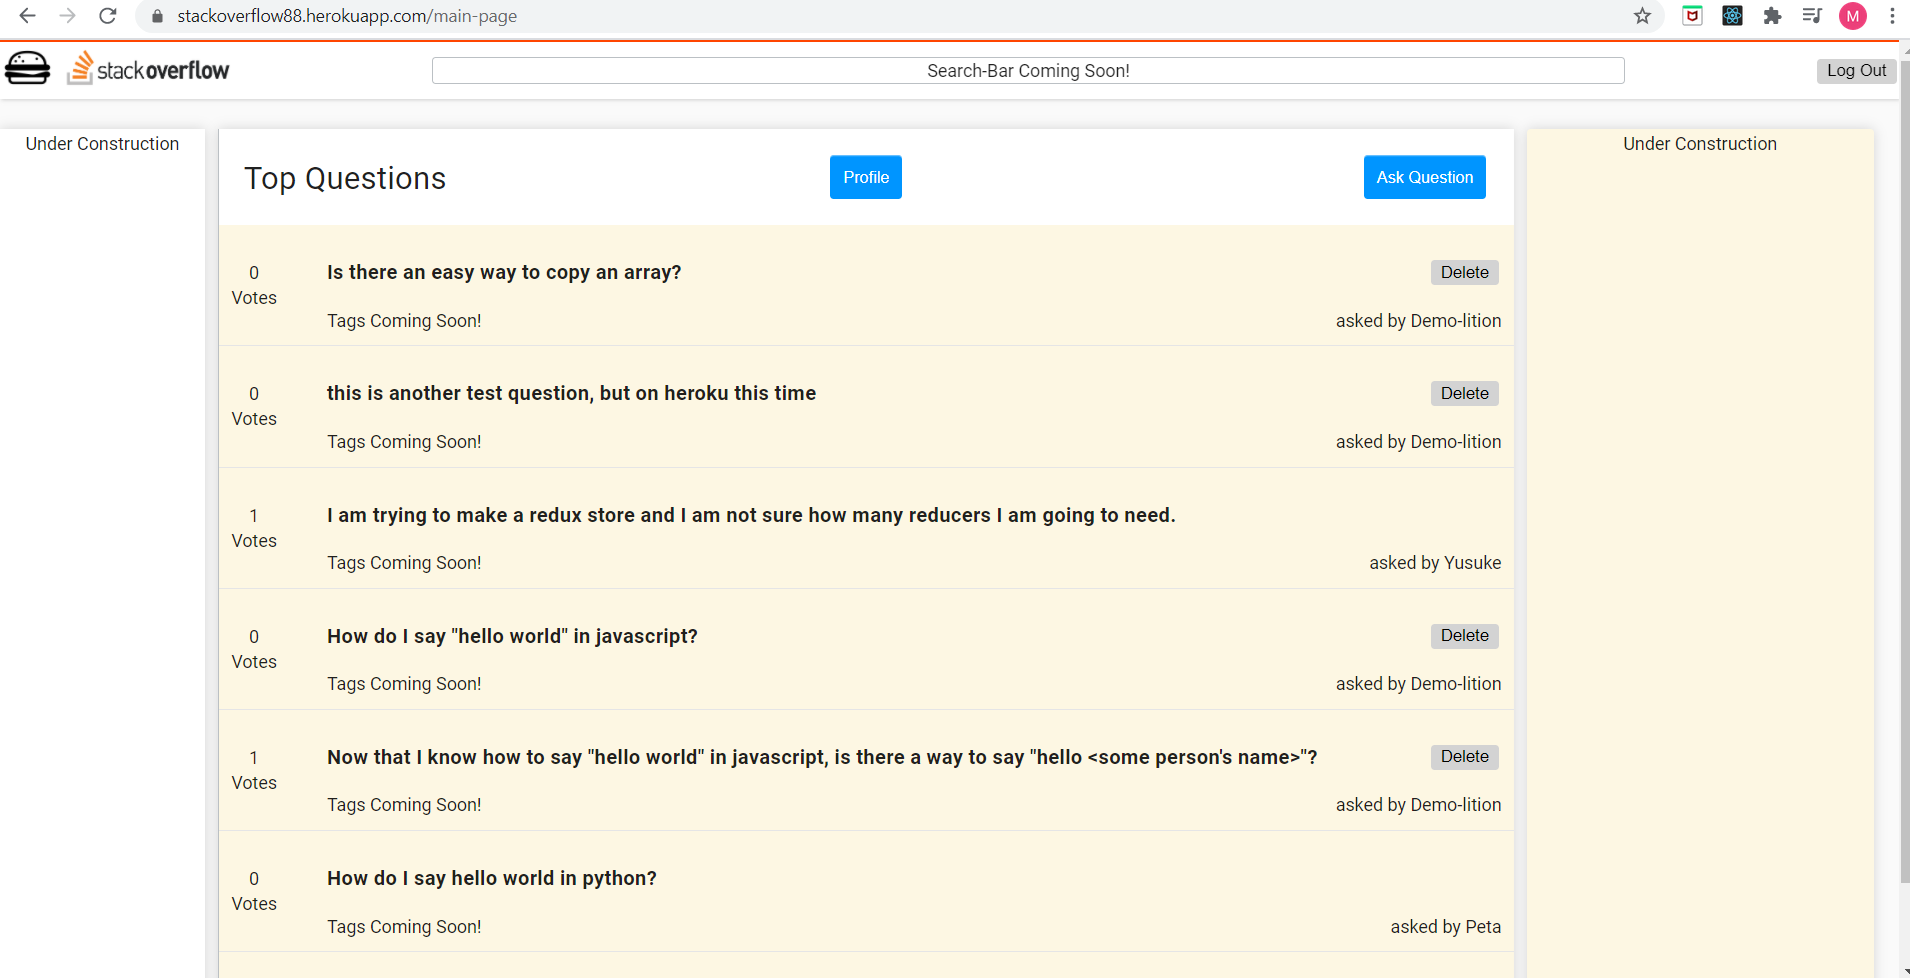 stackoverflow88.herokuapp.com/main-page
M
stackoverflow
Search-Bar Coming Soon!
Log Out
Under Construction
Top Questions
Profile
Ask Question
Under Construction
0
Votes
Is there an easy way to copy an array?
Delete
Tags Coming Soon!
asked by Demo-lition
0
Votes
this is another test question, but on heroku this time
Delete
Tags Coming Soon!
asked by Demo-lition
1
Votes
I am trying to make a redux store and I am not sure how many reducers I am going to need.
Tags Coming Soon!
asked by Yusuke
0
Votes
How do I say "hello world" in javascript?
Delete
Tags Coming Soon!
asked by Demo-lition
1
Votes
Now that I know how to say "hello world" in javascript, is there a way to say "hello <some person's name>"?
Delete
Tags Coming Soon!
asked by Demo-lition
0
Votes
How do I say hello world in python?
Tags Coming Soon!
asked by Peta